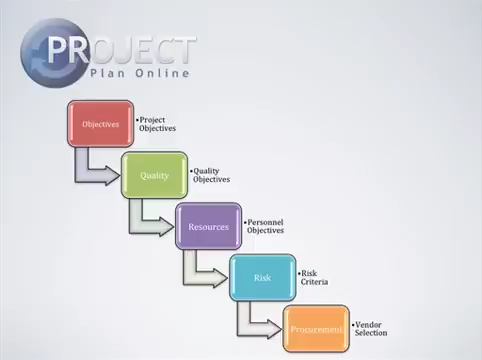 PROJECT
Plan Online
Objectives
•Project
Objectives
Quality
•Quality
Objectives
Resources
•Personnel
Objectives
Risk
•Risk
Criteria
Procurement
•Vendor
Selection